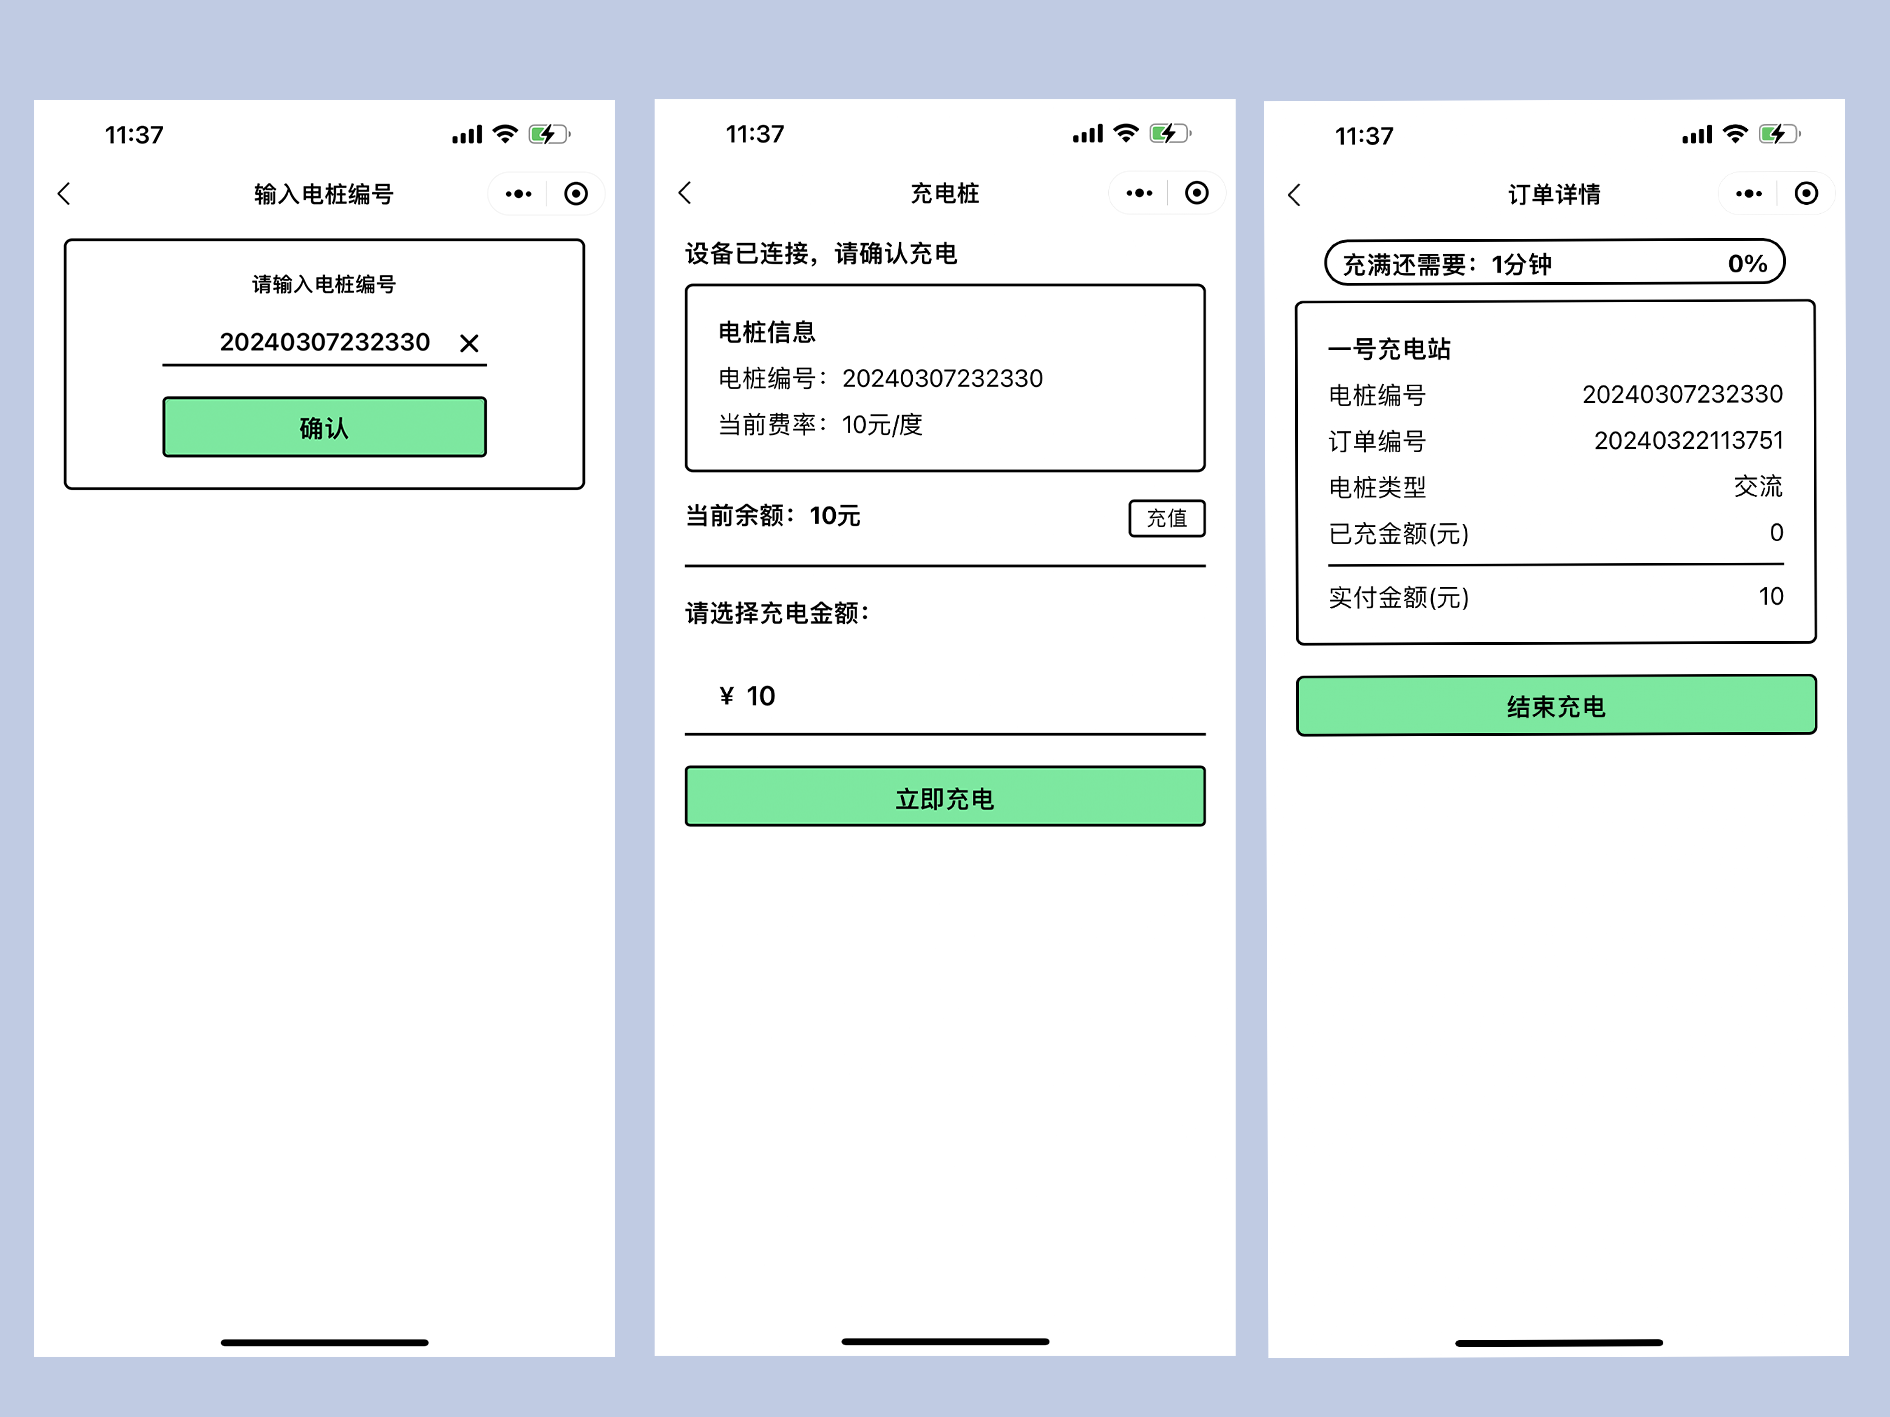 11:37
输入电桩编号
请输入电桩编号
20240307232330
确认
11:37
充电桩
设备已连接，请确认充电
电桩信息
电桩编号：20240307232330
当前费率：10元/度
当前余额：10元 充值
请选择充电金额：
¥ 10
立即充电
11:37
订单详情
充满还需要：1分钟 0%
一号充电站
电桩编号 20240307232330
订单编号 20240322113751
电桩类型 交流
已充金额(元) 0
实付金额(元) 10
结束充电